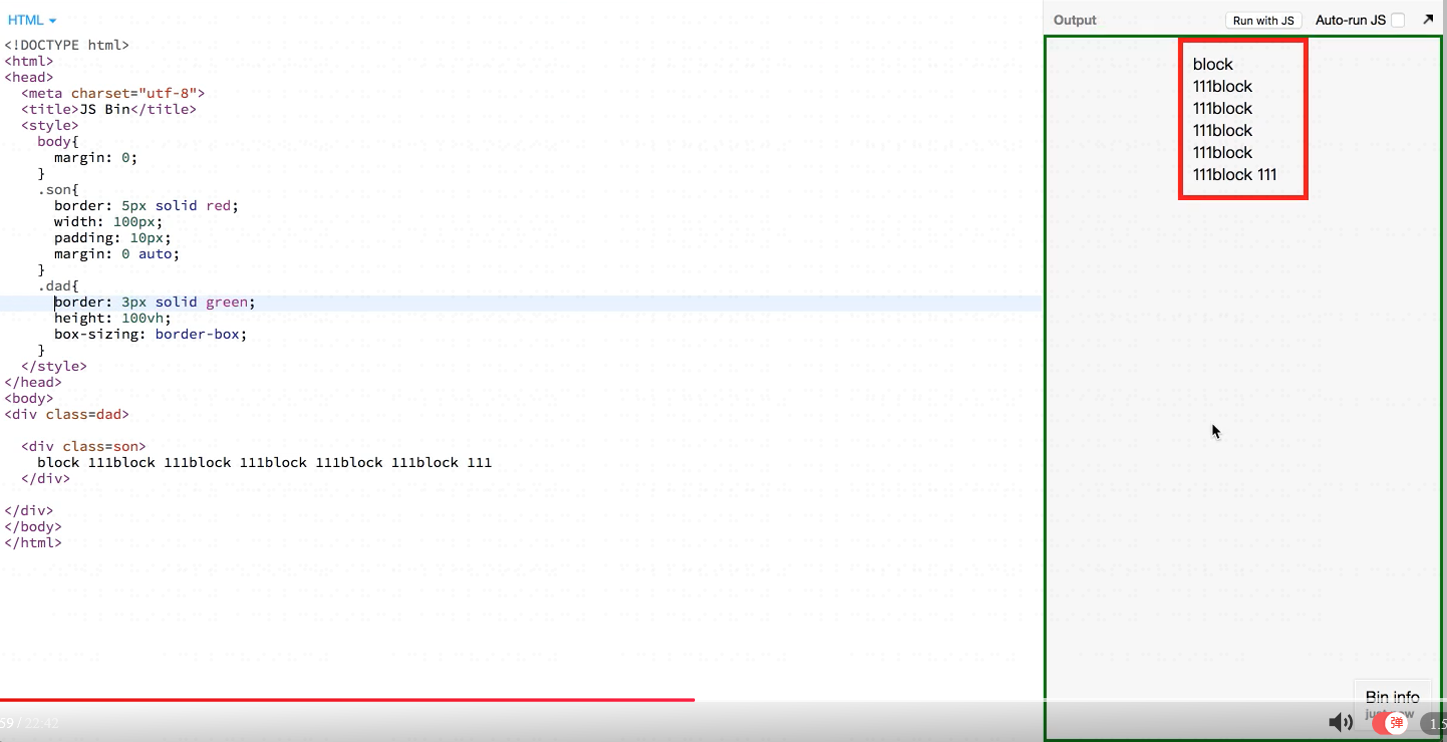 HTML
Output
Run with JS
Auto-run JS
<!DOCTYPE html>
<html>
<head>
  <meta charset="utf-8">
  <title>JS Bin</title>
  <style>
    body{
      margin: 0;
    }
    .son{
      border: 5px solid red;
      width: 100px;
      padding: 10px;
      margin: 0 auto;
    }
    .dad{
      border: 3px solid green;
      height: 100vh;
      box-sizing: border-box;
    }
  </style>
</head>
<body>
<div class=dad>
  <div class=son>
    block 111block 111block 111block 111block 111block 111
  </div>
</div>
</body>
</html>
block
111block
111block
111block
111block
111block 111
Bin info
59 / 22:42
弹